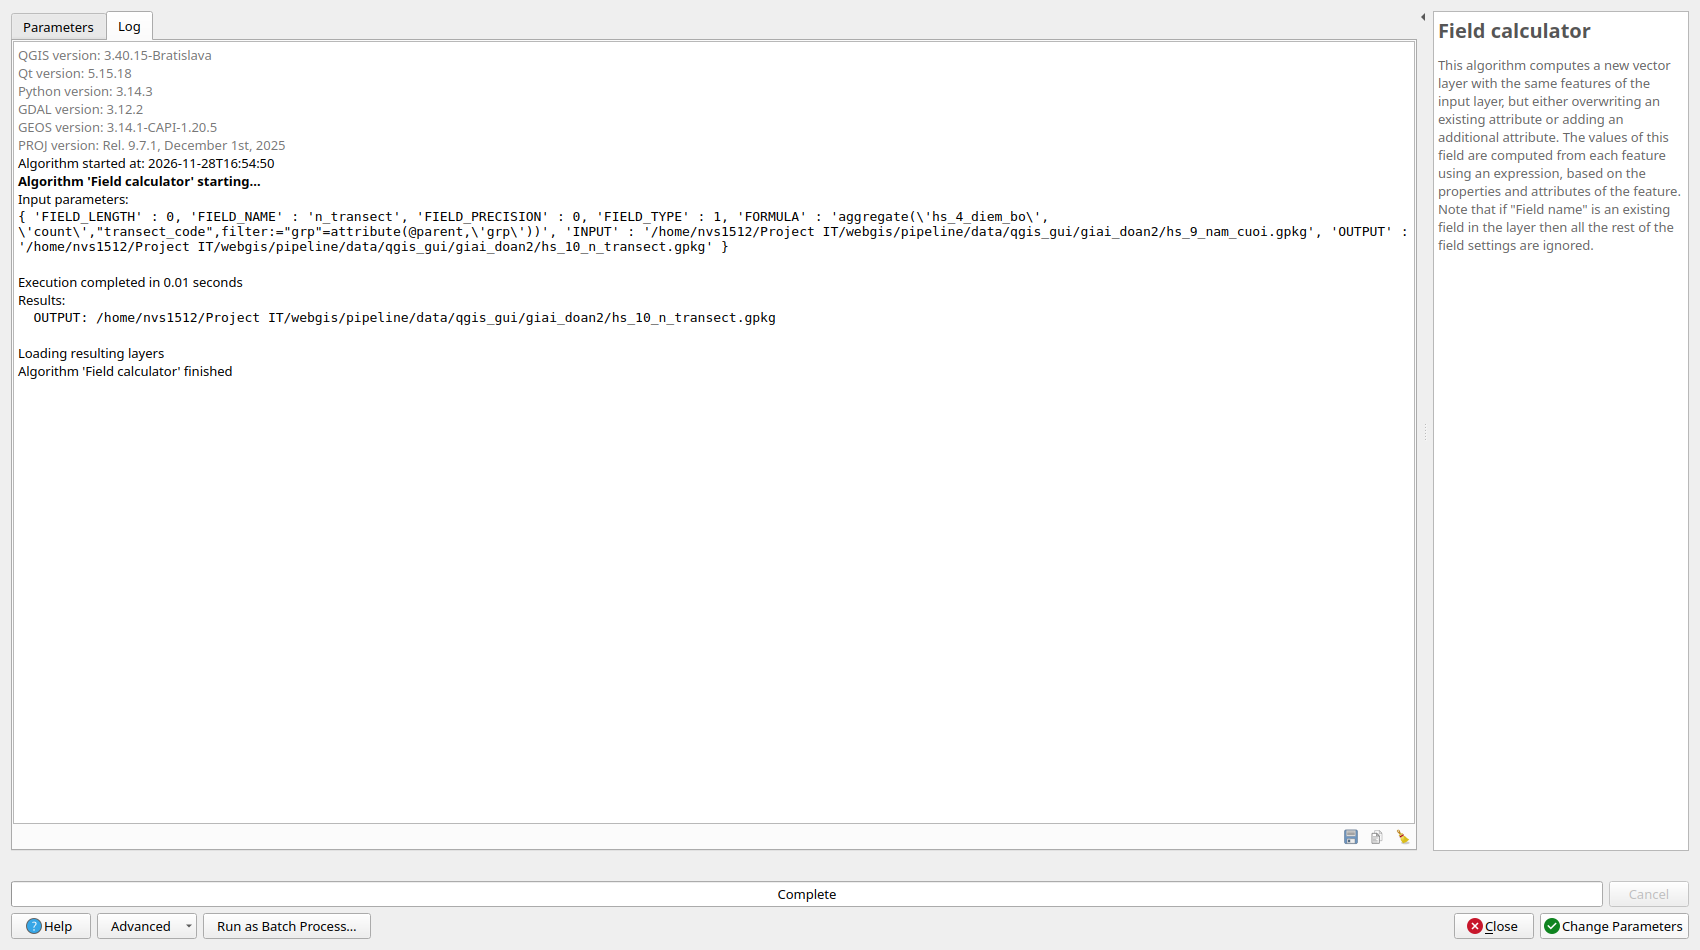 Parameters
Log
QGIS version: 3.40.15-Bratislava
Qt version: 5.15.18
Python version: 3.14.3
GDAL version: 3.12.2
GEOS version: 3.14.1-CAPI-1.20.5
PROJ version: Rel. 9.7.1, December 1st, 2025
Algorithm started at: 2026-11-28T16:54:50
Algorithm 'Field calculator' starting…
Input parameters:
{ 'FIELD_LENGTH' : 0, 'FIELD_NAME' : 'n_transect', 'FIELD_PRECISION' : 0, 'FIELD_TYPE' : 1, 'FORMULA' : 'aggregate(\'hs_4_diem_bo\',
\'count\',"transect_code",filter:="grp"=attribute(@parent,\'grp\'))', 'INPUT' : '/home/nvs1512/Project IT/webgis/pipeline/data/qgis_gui/giai_doan2/hs_9_nam_cuoi.gpkg', 'OUTPUT' :
'/home/nvs1512/Project IT/webgis/pipeline/data/qgis_gui/giai_doan2/hs_10_n_transect.gpkg' }
Execution completed in 0.01 seconds
Results:
OUTPUT: /home/nvs1512/Project IT/webgis/pipeline/data/qgis_gui/giai_doan2/hs_10_n_transect.gpkg
Loading resulting layers
Algorithm 'Field calculator' finished
Field calculator
This algorithm computes a new vector
layer with the same features of the
input layer, but either overwriting an
existing attribute or adding an
additional attribute. The values of this
field are computed from each feature
using an expression, based on the
properties and attributes of the feature.
Note that if "Field name" is an existing
field in the layer then all the rest of the
field settings are ignored.
Complete
Cancel
Help
Advanced
Run as Batch Process…
Close
Change Parameters